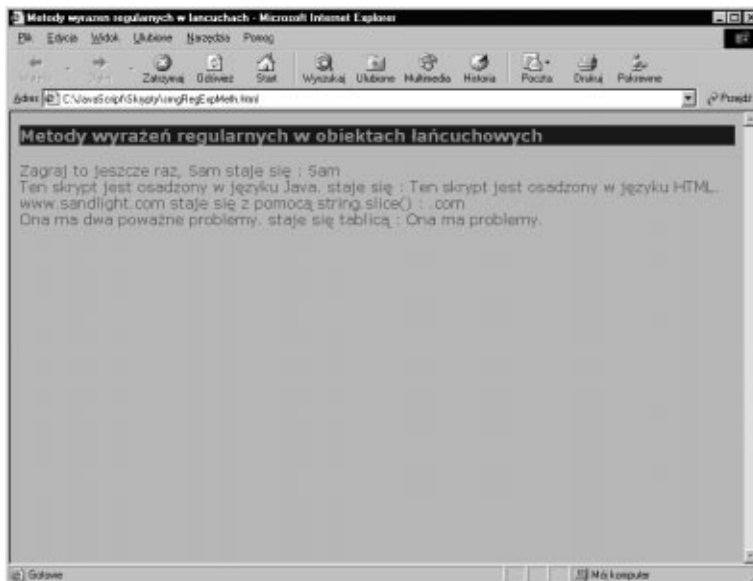 Metody wyrazen regularnych w lancuchach - Microsoft Internet Explorer
Plik Edycja Widok Ulubione Narzędzia Pomoc
Zatrzymaj Odśwież Start Wyszukaj Ulubione Multimedia Historia Poczta Drukuj Pokrewne
Adres C:\JavaScript\Skrypty\ Przejdź
Metody wyrażeń regularnych w obiektach łańcuchowych
Zagraj to jeszcze raz, Sam staje się : Sam
Ten skrypt jest osadzony w języku Java. staje się : Ten skrypt jest osadzony w języku HTML.
www.sandlight.com staje się z pomocą string.slice() : .com
Ona ma dwa poważne problemy. staje się tablicą : Ona ma problemy.
Gotowe Mój komputer